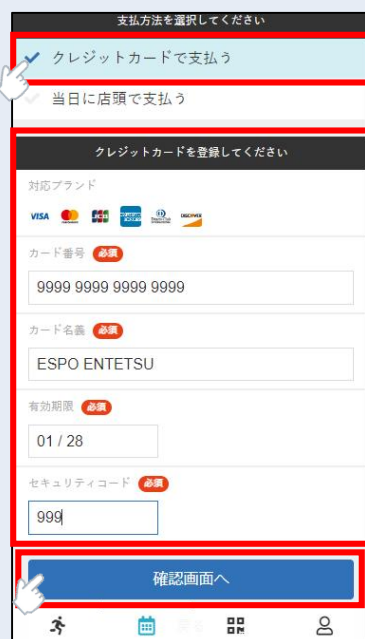 支払方法を選択してください
クレジットカードで支払う
当日に店頭で支払う
クレジットカードを登録してください
対応ブランド
VISA JCB DISCOVER
カード番号 必須
9999 9999 9999 9999
カード名義 必須
ESPO ENTETSU
有効期限 必須
01 / 28
セキュリティコード 必須
999
確認画面へ